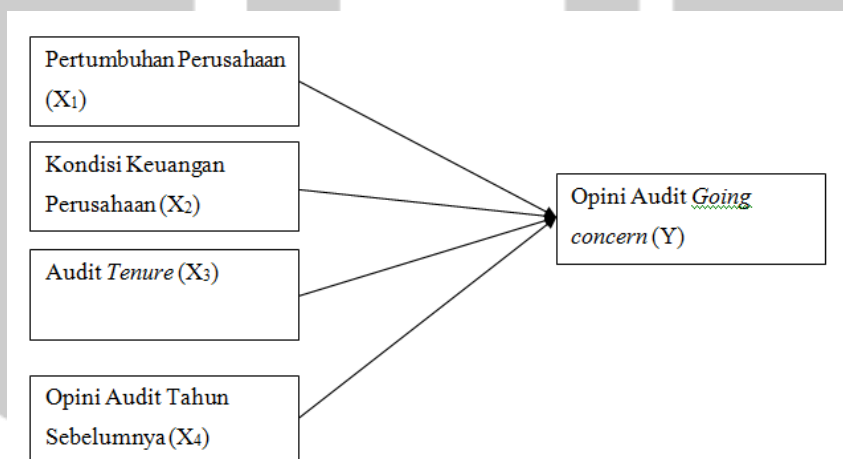 Pertumbuhan Perusahaan
(X₁)
Kondisi Keuangan
Perusahaan (X₂)
Audit Tenure (X₃)
Opini Audit Tahun
Sebelumnya (X₄)
Opini Audit Going
concern (Y)